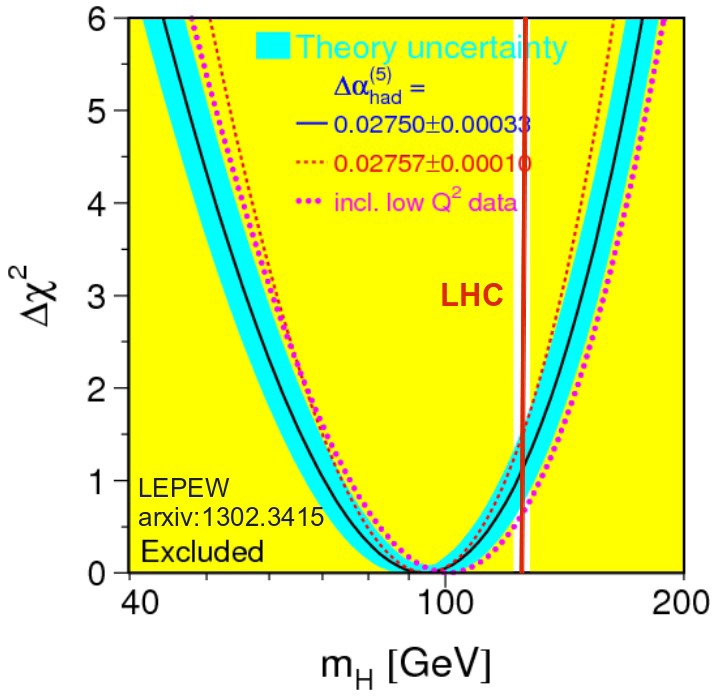 6
5
4
3
2
1
0
Δχ²
Theory uncertainty
Δα(5)had =
0.02750±0.00033
0.02757±0.00010
incl. low Q² data
LHC
LEPEW
arxiv:1302.3415
Excluded
40
100
200
mH [GeV]